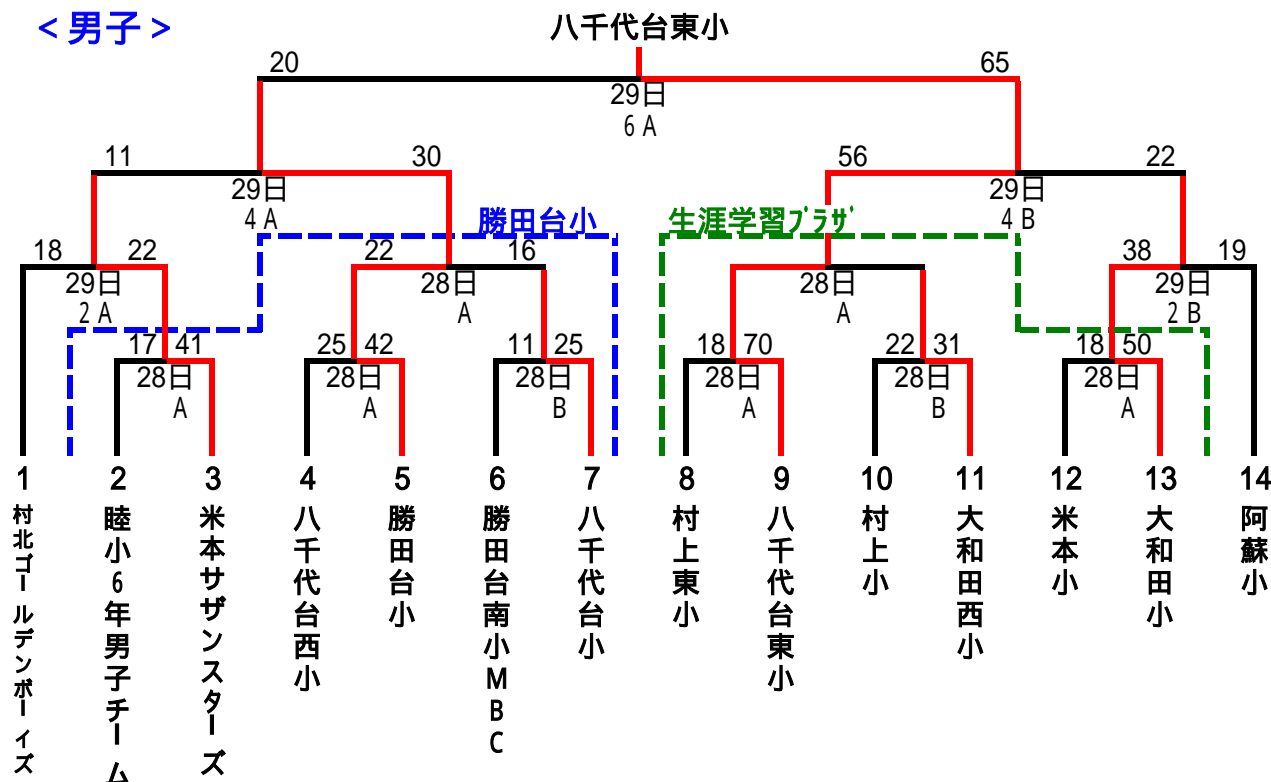 <男子>
八千代台東小
20
65
29日
6A
11
30
56
22
29日
4A
29日
4B
勝田台小
生涯学習プラザ
18
22
22
16
38
19
29日
2A
28日
A
28日
A
29日
2B
17
41
25
42
11
25
18
70
22
31
18
50
28日
A
28日
A
28日
B
28日
A
28日
B
28日
A
1
2
3
4
5
6
7
8
9
10
11
12
13
14
村北ゴールデンボーイズ
睦小6年男子チーム
米本サザンスターズ
八千代台西小
勝田台小
勝田台南小MBC
八千代台小
村上東小
八千代台東小
村上小
大和田西小
米本小
大和田小
阿蘇小